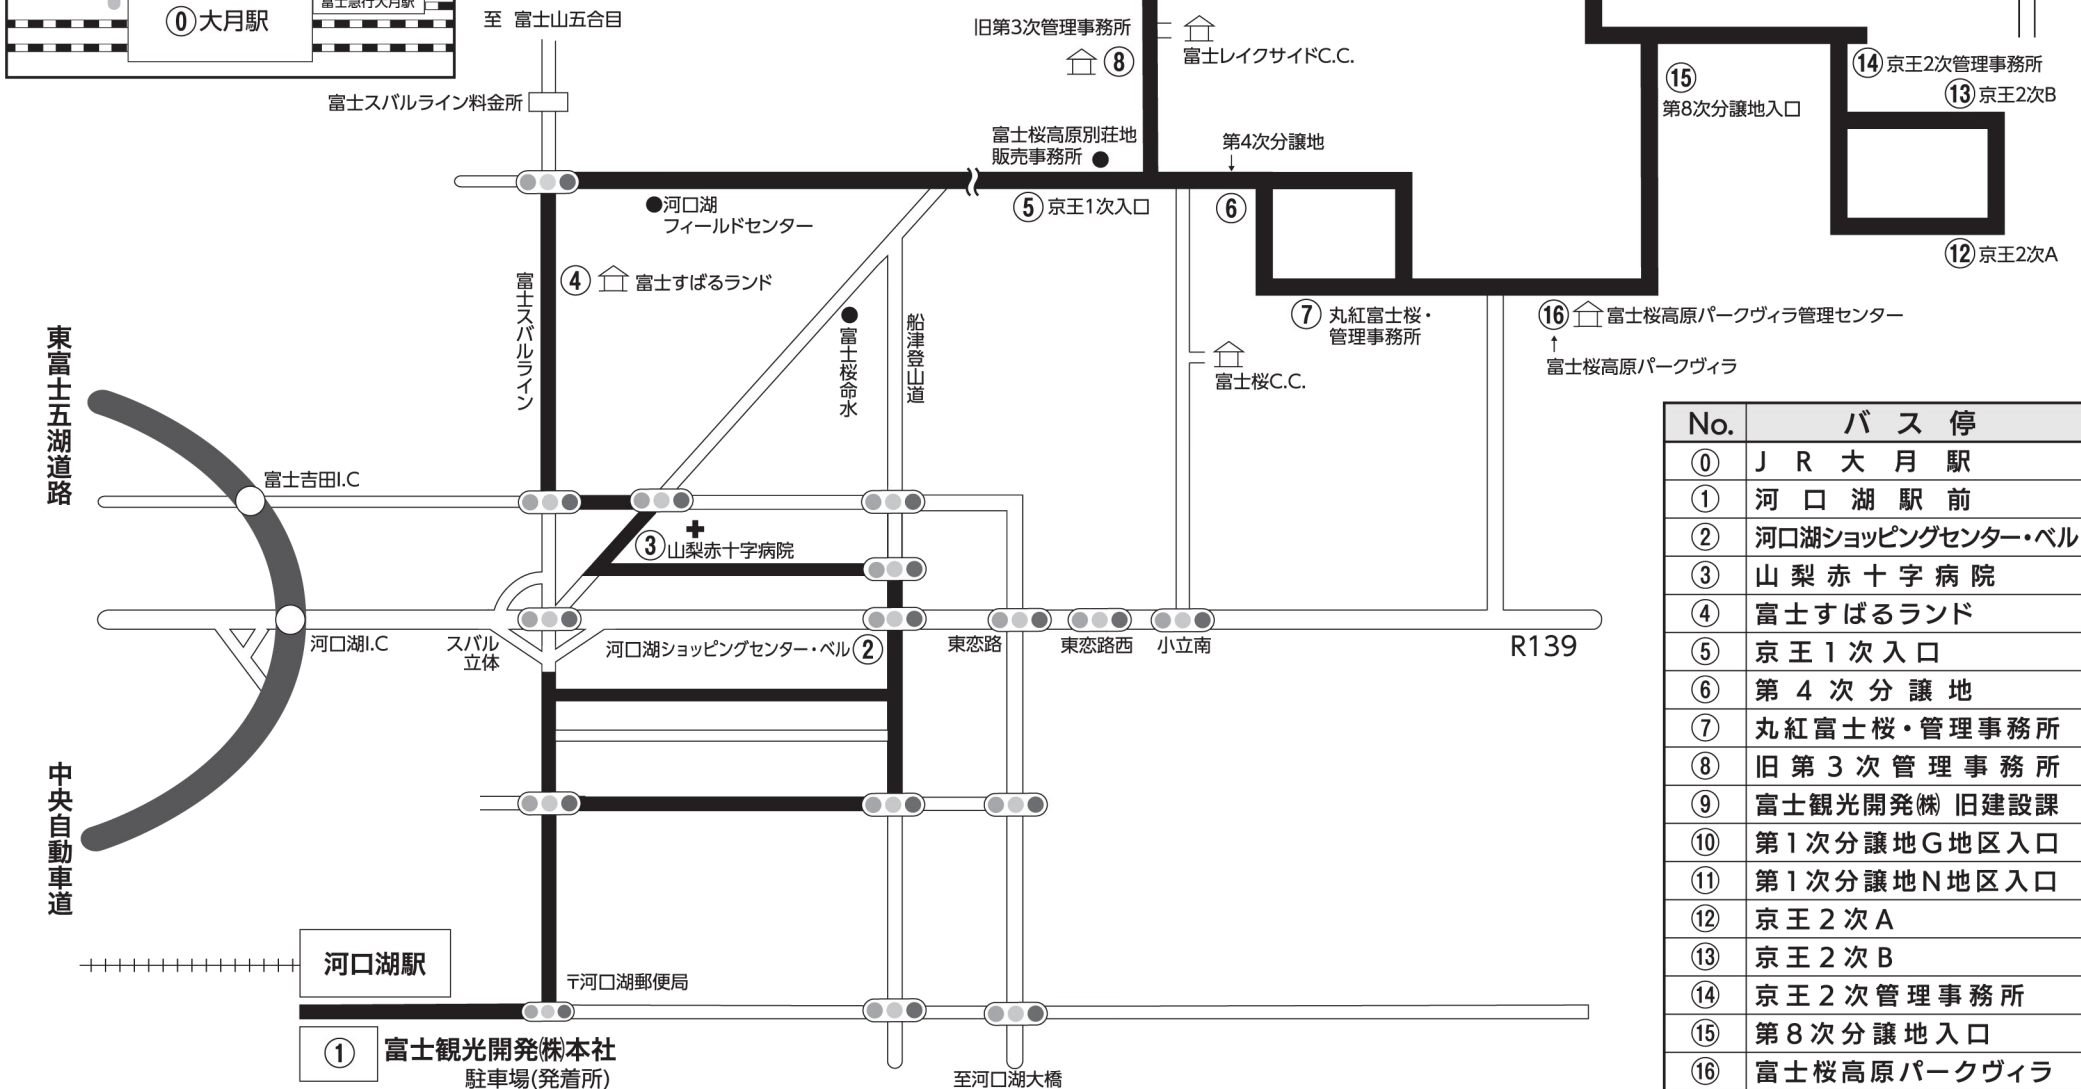 富士急行大月駅
⓪大月駅
至 富士山五合目
富士スバルライン料金所
旧第3次管理事務所
⑧
富士レイクサイドC.C.
⑭京王2次管理事務所
⑮
第8次分譲地入口
⑬京王2次B
富士桜高原別荘地
販売事務所
第4次分譲地
●河口湖
フィールドセンター
⑤京王1次入口
⑥
⑫京王2次A
④
富士すばるランド
富士スバルライン
富士桜命水
船津登山道
⑦丸紅富士桜・
管理事務所
⑯
富士桜高原パークヴィラ管理センター
富士桜高原パークヴィラ
富士桜C.C.
東富士五湖道路
富士吉田I.C
③山梨赤十字病院
河口湖I.C
スバル
立体
河口湖ショッピングセンター・ベル②
東恋路
東恋路西
小立南
R139
中央自動車道
河口湖駅
〒河口湖郵便局
①
富士観光開発㈱本社
駐車場(発着所)
至河口湖大橋
No. バス停
⓪ JR大月駅
① 河口湖駅前
② 河口湖ショッピングセンター・ベル
③ 山梨赤十字病院
④ 富士すばるランド
⑤ 京王1次入口
⑥ 第4次分譲地
⑦ 丸紅富士桜・管理事務所
⑧ 旧第3次管理事務所
⑨ 富士観光開発㈱ 旧建設課
⑩ 第1次分譲地G地区入口
⑪ 第1次分譲地N地区入口
⑫ 京王2次A
⑬ 京王2次B
⑭ 京王2次管理事務所
⑮ 第8次分譲地入口
⑯ 富士桜高原パークヴィラ